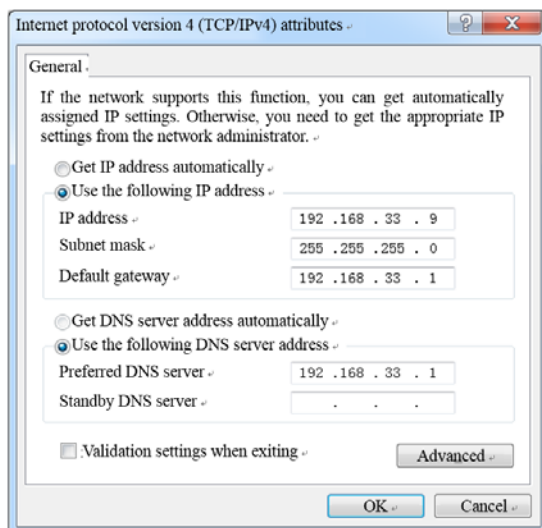 Internet protocol version 4 (TCP/IPv4) attributes
General
If the network supports this function, you can get automatically
assigned IP settings. Otherwise, you need to get the appropriate IP
settings from the network administrator.
Get IP address automatically
Use the following IP address
IP address 192 .168 . 33 . 9
Subnet mask 255 .255 .255 . 0
Default gateway 192 .168 . 33 . 1
Get DNS server address automatically
Use the following DNS server address
Preferred DNS server 192 .168 . 33 . 1
Standby DNS server . . .
:Validation settings when exiting
Advanced
OK Cancel